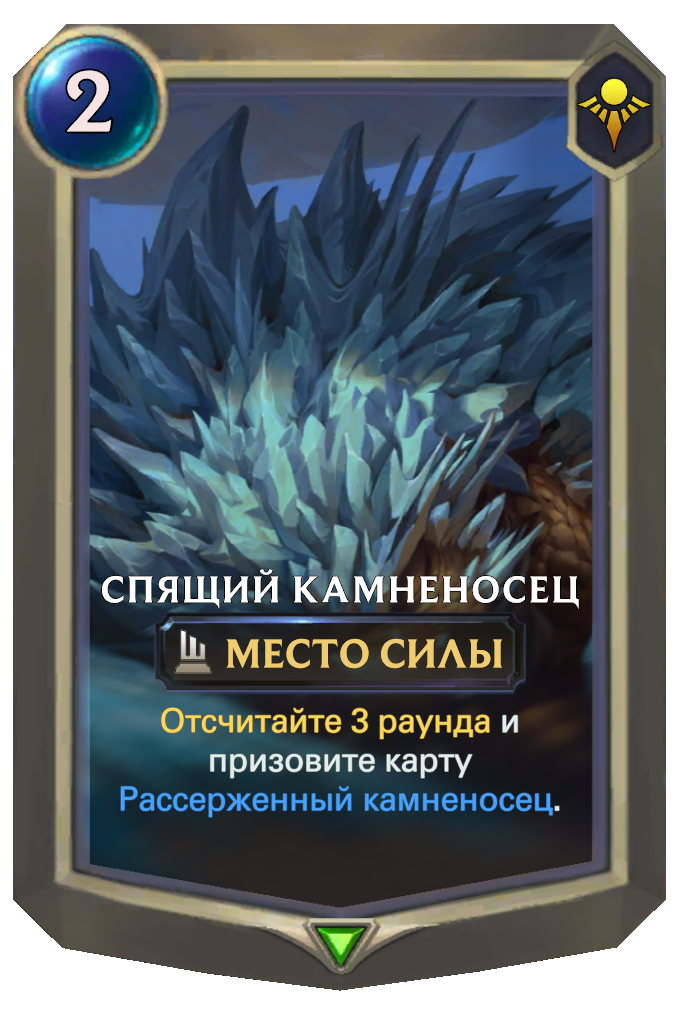 2
СПЯЩИЙ КАМНЕНОСЕЦ
МЕСТО СИЛЫ
Отсчитайте 3 раунда и
призовите карту
Рассерженный камненосец.